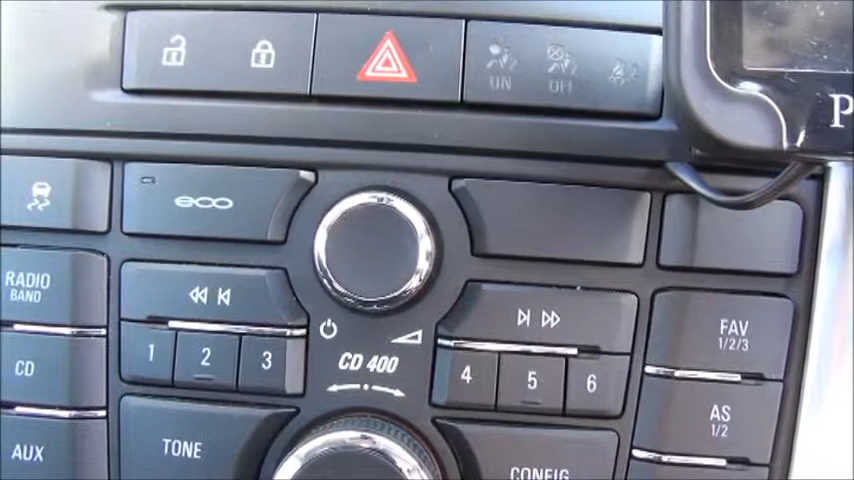 ON
OFF
P
eco
RADIO
BAND
FAV
1/2/3
1
2
3
CD 400
4
5
6
CD
AS
1/2
AUX
TONE
CONFIG